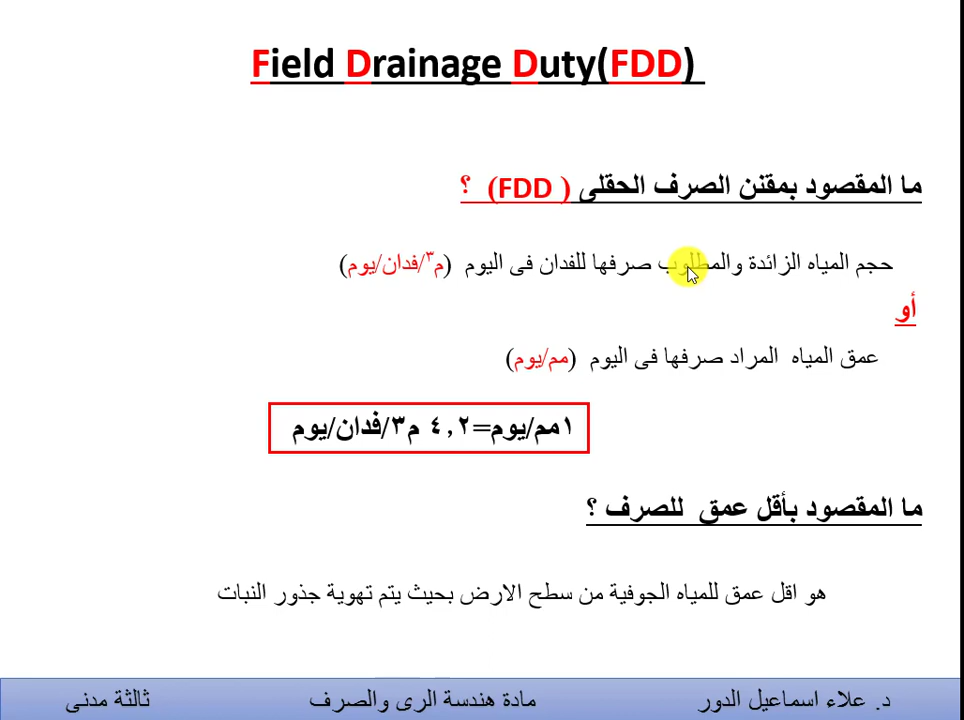 Field Drainage Duty(FDD)
ما المقصود بمقنن الصرف الحقلى ( FDD) ؟
حجم المياه الزائدة والمطلوب صرفها للفدان فى اليوم (م٣/فدان/يوم)
أو
عمق المياه المراد صرفها فى اليوم (مم/يوم)
١مم/يوم=٤,٢ م٣/فدان/يوم
ما المقصود بأقل عمق للصرف ؟
هو اقل عمق للمياه الجوفية من سطح الارض بحيث يتم تهوية جذور النبات
د. علاء اسماعيل الدور مادة هندسة الرى والصرف ثالثة مدنى